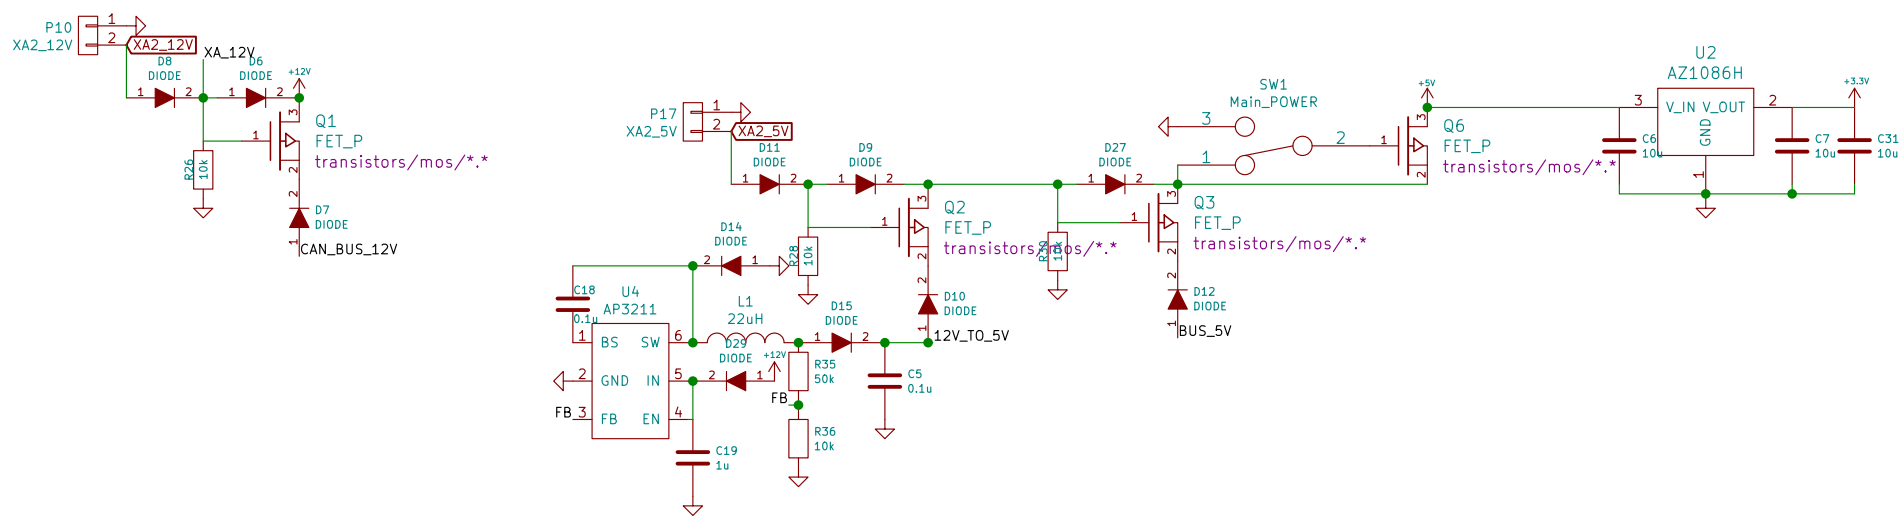 P10
XA2_12V
1
2
XA2_12V
XA_12V
D8
DIODE
1
2
D6
DIODE
1
2
+12V
3
1
2
Q1
FET_P
transistors/mos/*.*
R26
10k
2
D7
DIODE
1
CAN_BUS_12V
P17
XA2_5V
1
2
XA2_5V
D11
DIODE
1
2
D9
DIODE
1
2
3
1
2
Q2
FET_P
transistors/mos/*.*
R28
10k
2
D10
DIODE
1
12V_TO_5V
D14
DIODE
2
1
C18
0.1u
U4
AP3211
1
BS
2
GND
3
FB
FB
SW
6
IN
5
EN
4
L1
22uH
D29
DIODE
2
1
+12V
D15
DIODE
1
2
R35
50k
FB
R36
10k
C5
0.1u
C19
1u
D27
DIODE
1
2
R30
10k
3
1
2
Q3
FET_P
transistors/mos/*.*
2
D12
DIODE
1
BUS_5V
SW1
Main_POWER
3
1
2
+5V
3
1
2
Q6
FET_P
transistors/mos/*.*
U2
AZ1086H
3
V_IN V_OUT
2
GND
1
C6
10u
C7
10u
+3.3V
C31
10u